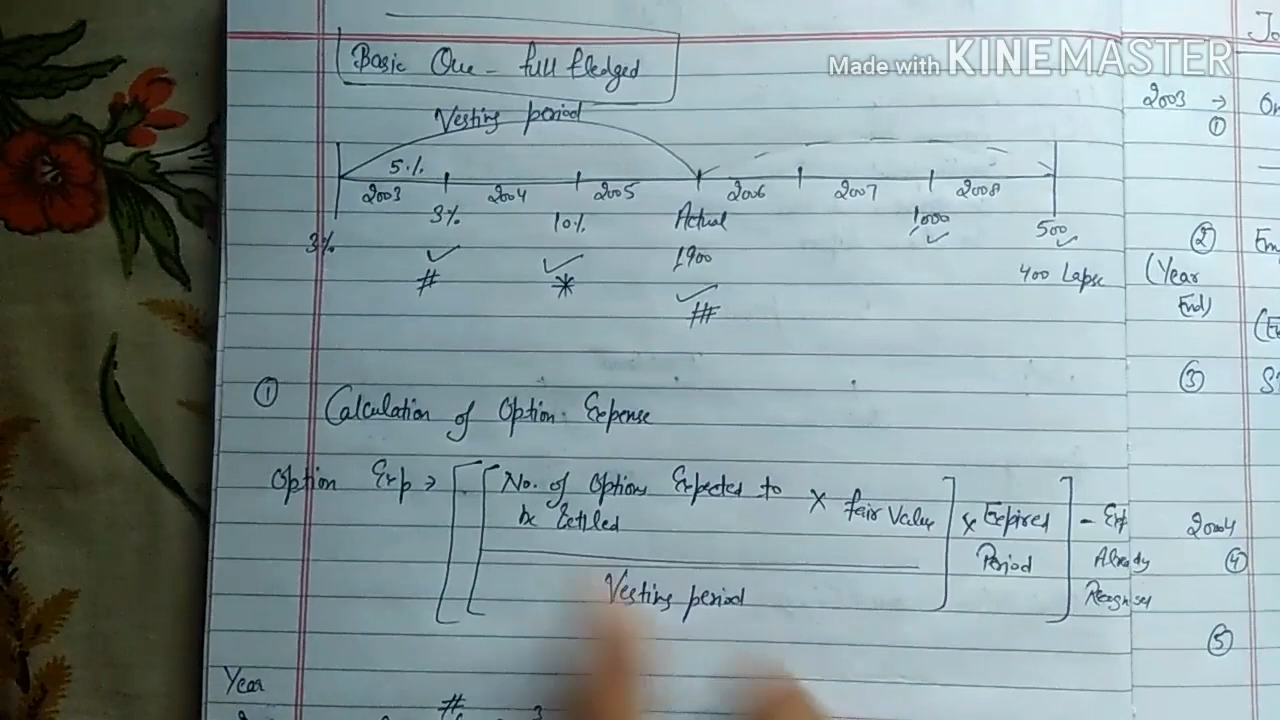 Basic One - full fledged
Made with KINEMASTER
Vesting period
5%
2003 2004 2005 2006 2007 2008
3% 3% 10% Actual 1000 500
1900
400 Lapse
# * ##
① Calculation of Option Expense
Option Exp → [ [ No. of Options Expected to be Settled × Fair Value ] × Expired Period ] - Exp Already Recognised
Vesting period
Year
#
3
2003 →
①
②
(Year
End)
③
2004
④
⑤